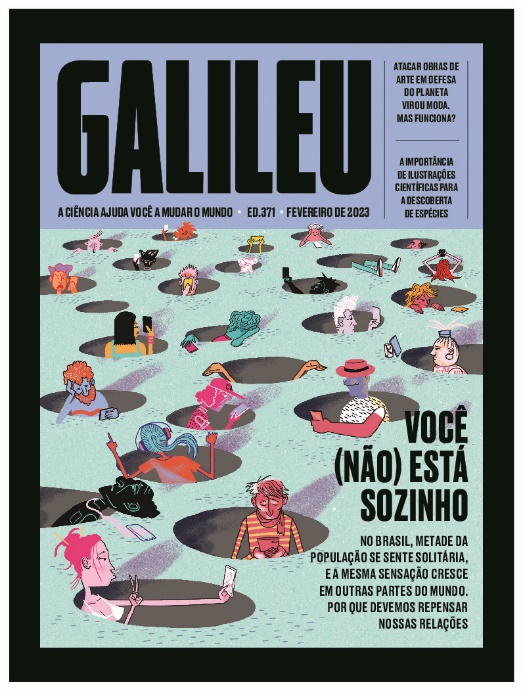 GALILEU
A CIÊNCIA AJUDA VOCÊ A MUDAR O MUNDO • ED.371 • FEVEREIRO DE 2023
ATACAR OBRAS DE
ARTE EM DEFESA
DO PLANETA
VIROU MODA.
MAS FUNCIONA?
A IMPORTÂNCIA
DE ILUSTRAÇÕES
CIENTÍFICAS PARA
A DESCOBERTA
DE ESPÉCIES
VOCÊ
(NÃO) ESTÁ
SOZINHO
NO BRASIL, METADE DA
POPULAÇÃO SE SENTE SOLITÁRIA,
E A MESMA SENSAÇÃO CRESCE
EM OUTRAS PARTES DO MUNDO.
POR QUE DEVEMOS REPENSAR
NOSSAS RELAÇÕES